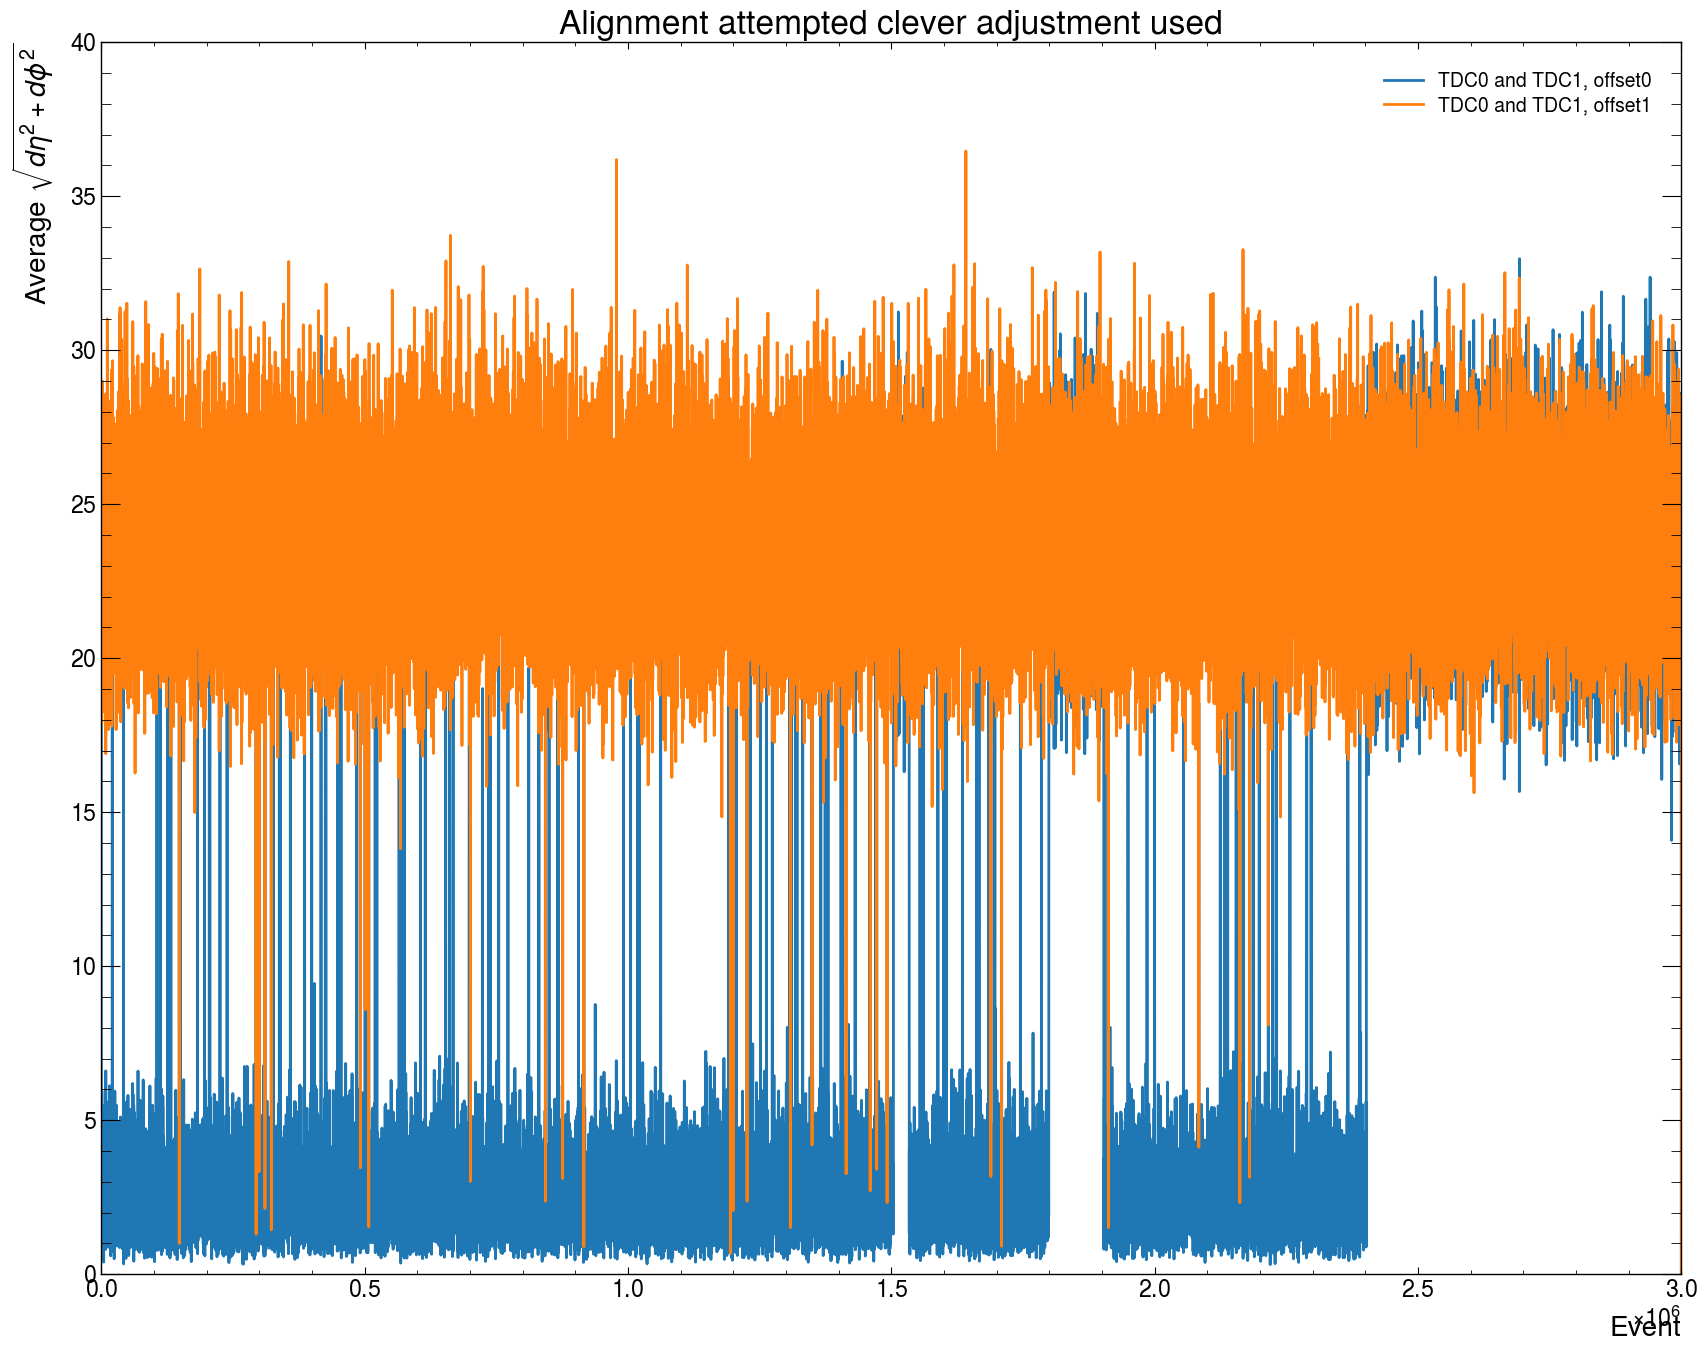 Alignment attempted clever adjustment used
Average √dη² + dϕ²
40
35
30
25
20
15
10
5
0
TDC0 and TDC1, offset0
TDC0 and TDC1, offset1
0.0 0.5 1.0 1.5 2.0 2.5 3.0
×10⁶
Event